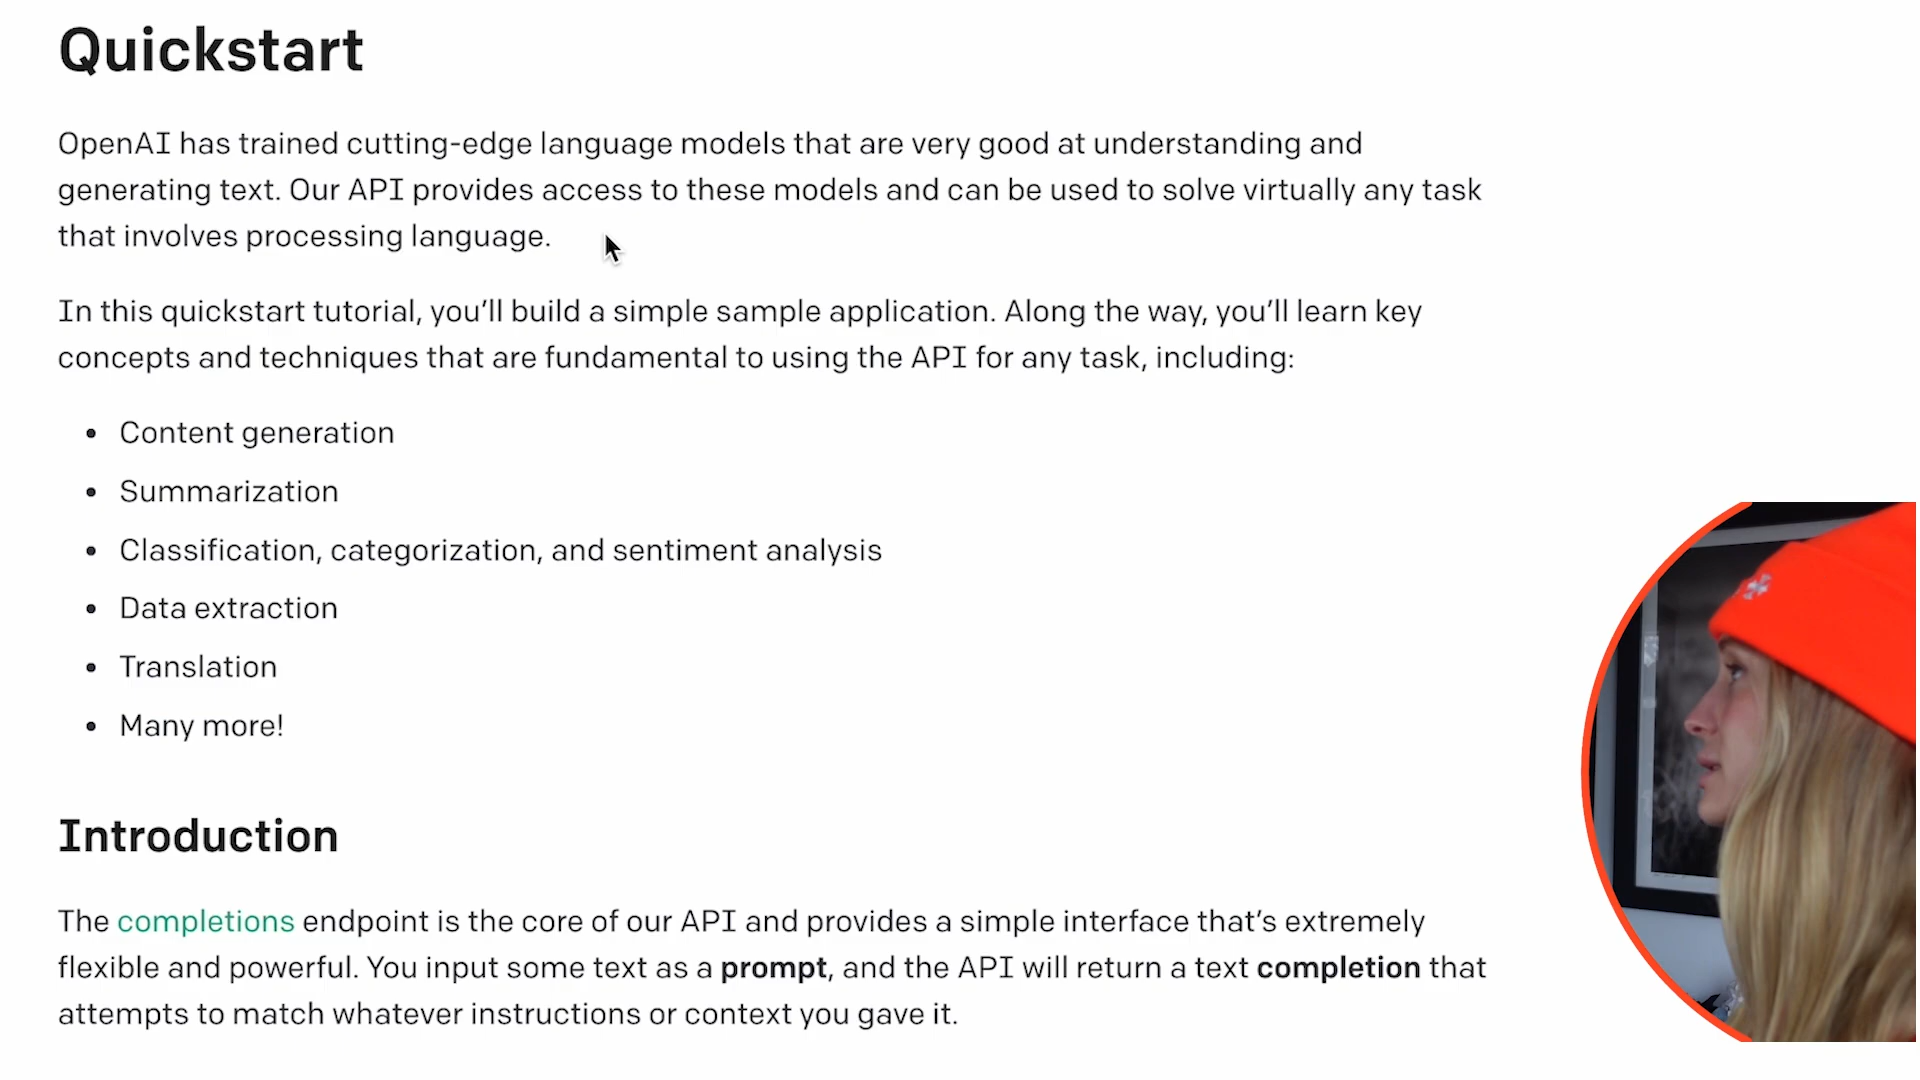 Quickstart
OpenAI has trained cutting-edge language models that are very good at understanding and
generating text. Our API provides access to these models and can be used to solve virtually any task
that involves processing language.
In this quickstart tutorial, you’ll build a simple sample application. Along the way, you’ll learn key
concepts and techniques that are fundamental to using the API for any task, including:
• Content generation
• Summarization
• Classification, categorization, and sentiment analysis
• Data extraction
• Translation
• Many more!
Introduction
The completions endpoint is the core of our API and provides a simple interface that’s extremely
flexible and powerful. You input some text as a prompt, and the API will return a text completion that
attempts to match whatever instructions or context you gave it.